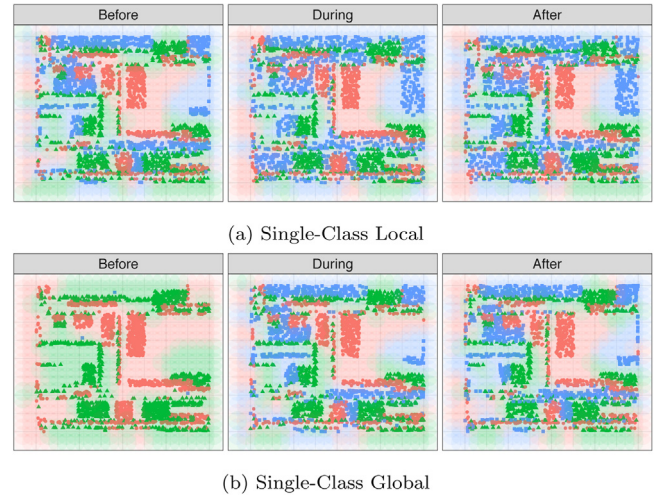 Before During After
(a) Single-Class Local
Before During After
(b) Single-Class Global